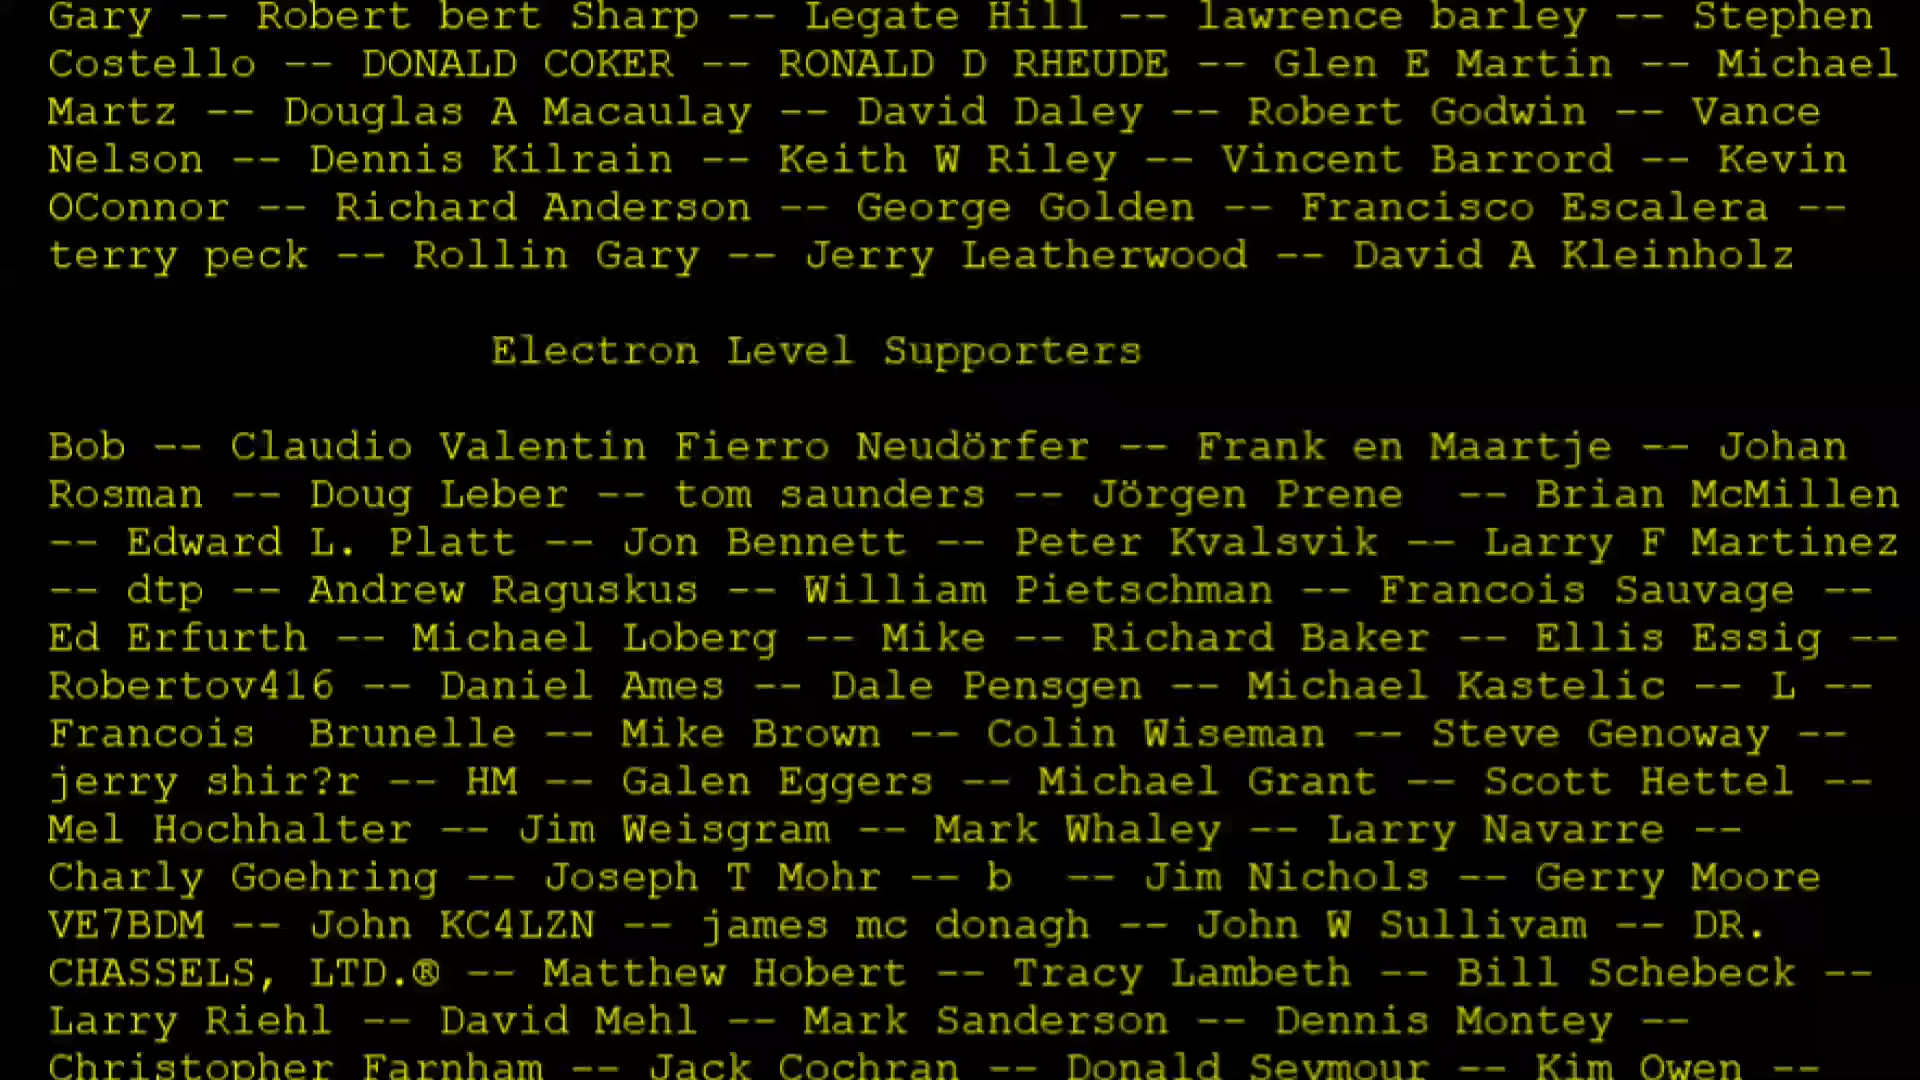 Gary -- Robert bert Sharp -- Legate Hill -- lawrence barley -- Stephen
Costello -- DONALD COKER -- RONALD D RHEUDE -- Glen E Martin -- Michael
Martz -- Douglas A Macaulay -- David Daley -- Robert Godwin -- Vance
Nelson -- Dennis Kilrain -- Keith W Riley -- Vincent Barrord -- Kevin
OConnor -- Richard Anderson -- George Golden -- Francisco Escalera --
terry peck -- Rollin Gary -- Jerry Leatherwood -- David A Kleinholz
Electron Level Supporters
Bob -- Claudio Valentin Fierro Neudörfer -- Frank en Maartje -- Johan
Rosman -- Doug Leber -- tom saunders -- Jörgen Prene  -- Brian McMillen
-- Edward L. Platt -- Jon Bennett -- Peter Kvalsvik -- Larry F Martinez
-- dtp -- Andrew Raguskus -- William Pietschman -- Francois Sauvage --
Ed Erfurth -- Michael Loberg -- Mike -- Richard Baker -- Ellis Essig --
Robertov416 -- Daniel Ames -- Dale Pensgen -- Michael Kastelic -- L --
Francois  Brunelle -- Mike Brown -- Colin Wiseman -- Steve Genoway --
jerry shir?r -- HM -- Galen Eggers -- Michael Grant -- Scott Hettel --
Mel Hochhalter -- Jim Weisgram -- Mark Whaley -- Larry Navarre --
Charly Goehring -- Joseph T Mohr -- b  -- Jim Nichols -- Gerry Moore
VE7BDM -- John KC4LZN -- james mc donagh -- John W Sullivam -- DR.
CHASSELS, LTD.® -- Matthew Hobert -- Tracy Lambeth -- Bill Schebeck --
Larry Riehl -- David Mehl -- Mark Sanderson -- Dennis Montey --
Christopher Farnham -- Jack Cochran -- Donald Seymour -- Kim Owen --